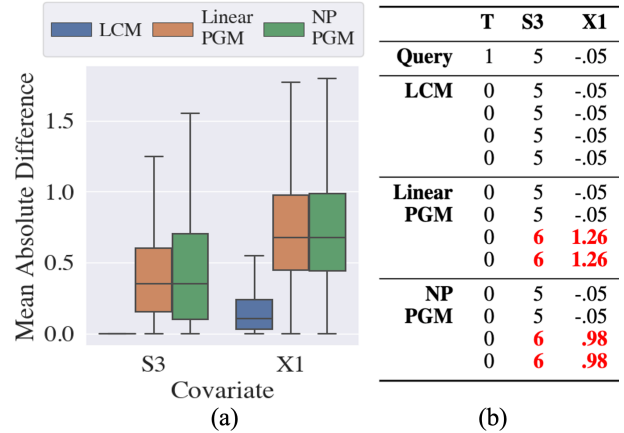 LCM
Linear
PGM
NP
PGM
Mean Absolute Difference
1.5
1.0
0.5
0.0
S3
X1
Covariate
(a)
T S3 X1
Query 1 5 -.05
LCM 0 5 -.05
0 5 -.05
0 5 -.05
0 5 -.05
Linear 0 5 -.05
PGM 0 5 -.05
0 6 1.26
0 6 1.26
NP 0 5 -.05
PGM 0 5 -.05
0 6 .98
0 6 .98
(b)